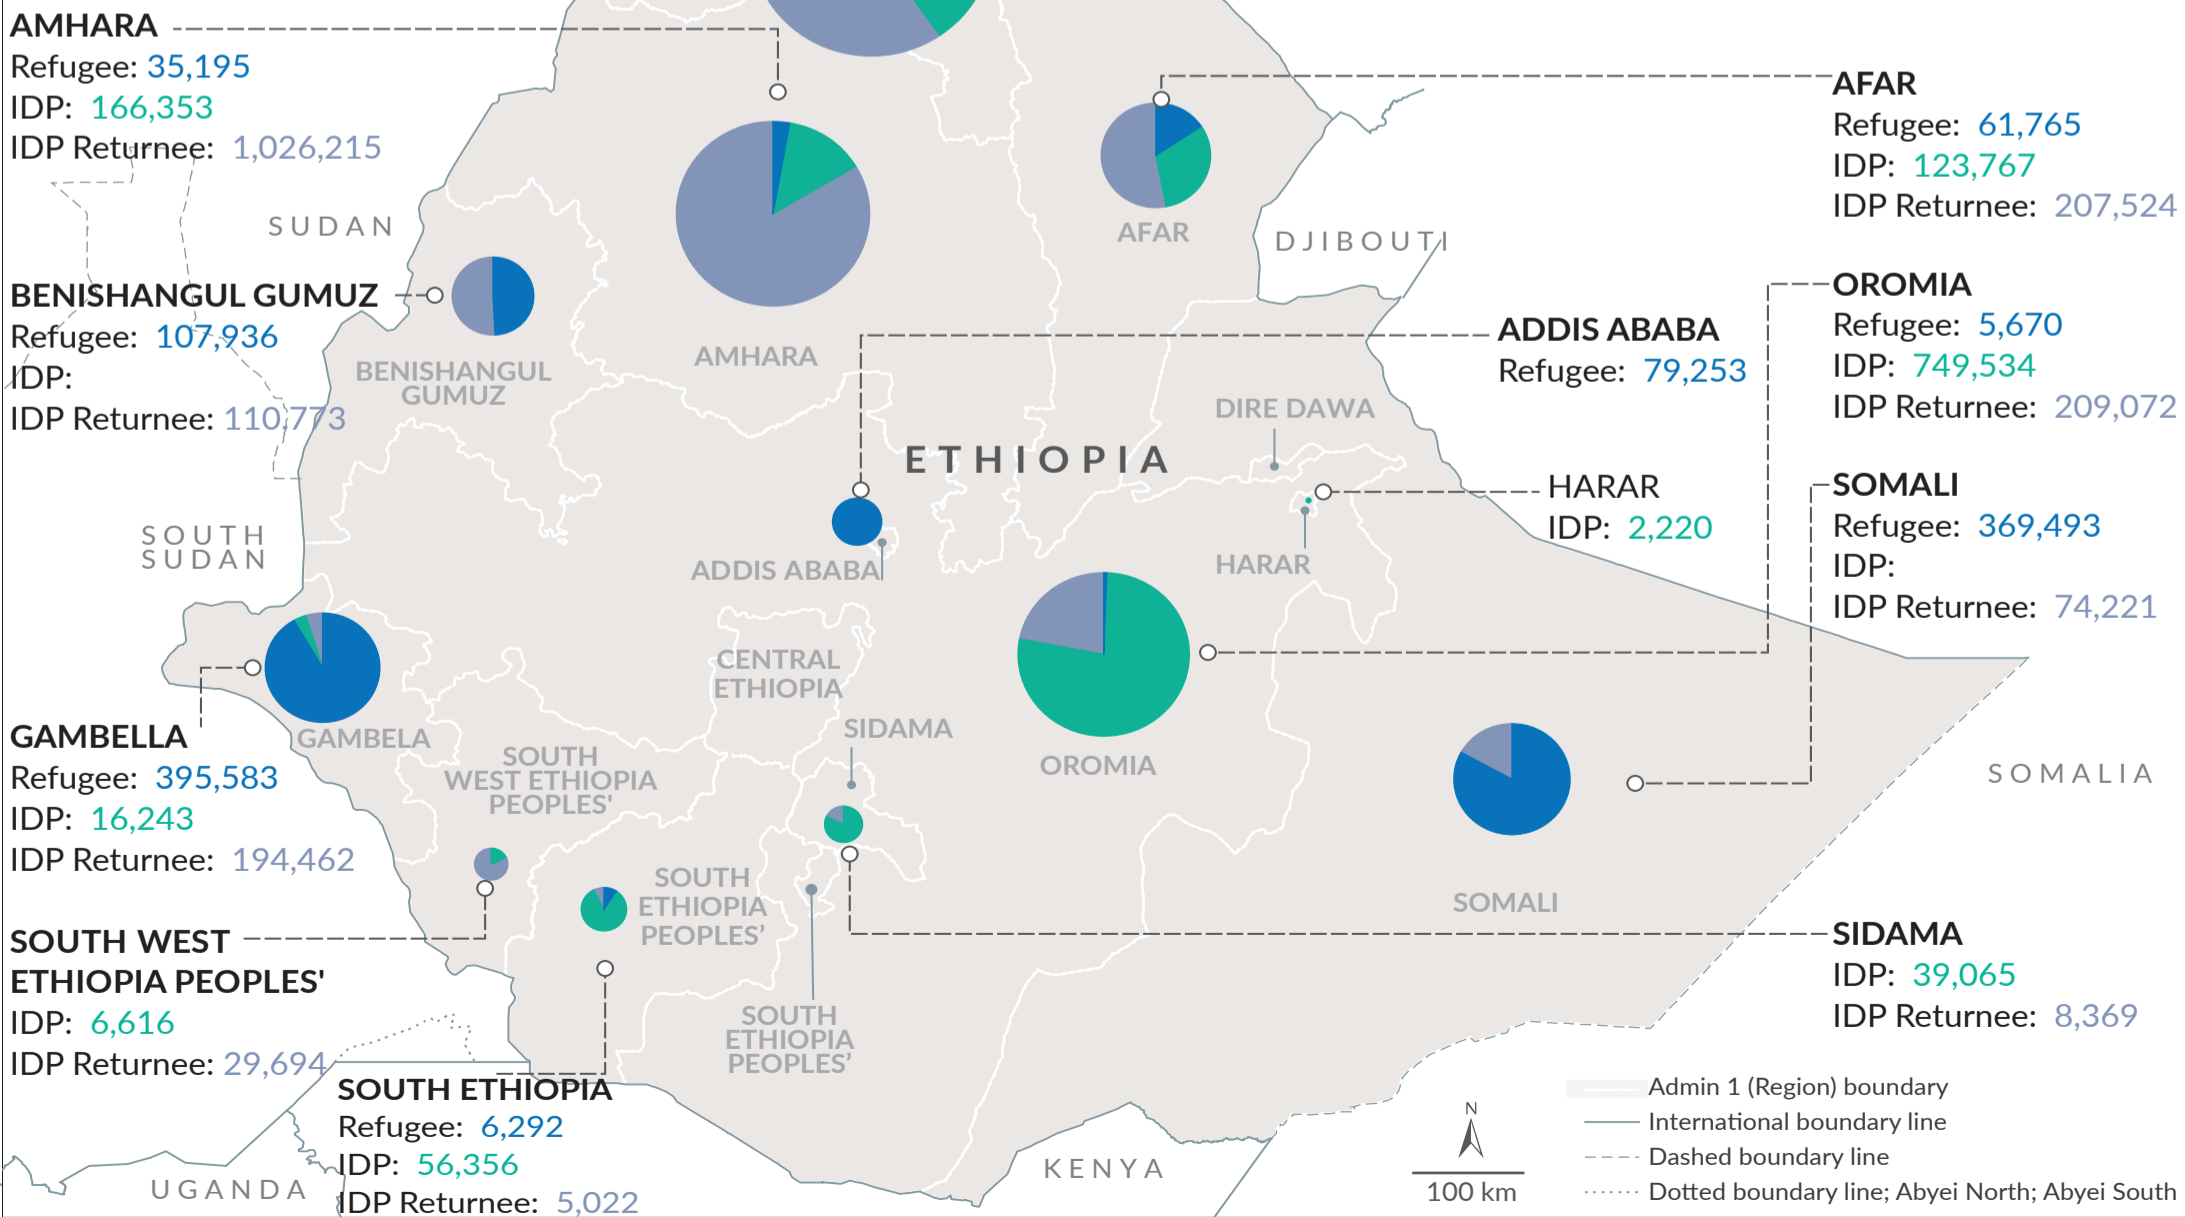 AMHARA
Refugee: 35,195
IDP: 166,353
IDP Returnee: 1,026,215
AFAR
Refugee: 61,765
IDP: 123,767
IDP Returnee: 207,524
AFAR
SUDAN
DJIBOUTI
BENISHANGUL GUMUZ
Refugee: 107,936
IDP:
IDP Returnee: 110,773
OROMIA
Refugee: 5,670
IDP: 749,534
IDP Returnee: 209,072
ADDIS ABABA
Refugee: 79,253
AMHARA
BENISHANGUL
GUMUZ
DIRE DAWA
ETHIOPIA
HARAR
IDP: 2,220
SOMALI
Refugee: 369,493
IDP:
IDP Returnee: 74,221
SOUTH
SUDAN
ADDIS ABABA
HARAR
CENTRAL
ETHIOPIA
GAMBELLA
Refugee: 395,583
IDP: 16,243
IDP Returnee: 194,462
GAMBELA
SIDAMA
SOUTH
WEST ETHIOPIA
PEOPLES'
OROMIA
SOMALIA
SOUTH
ETHIOPIA
PEOPLES’
SOMALI
SOUTH WEST
ETHIOPIA PEOPLES'
IDP: 6,616
IDP Returnee: 29,694
SIDAMA
IDP: 39,065
IDP Returnee: 8,369
SOUTH
ETHIOPIA
PEOPLES’
SOUTH ETHIOPIA
Refugee: 6,292
IDP: 56,356
IDP Returnee: 5,022
UGANDA
KENYA
N
100 km
Admin 1 (Region) boundary
International boundary line
Dashed boundary line
Dotted boundary line; Abyei North; Abyei South